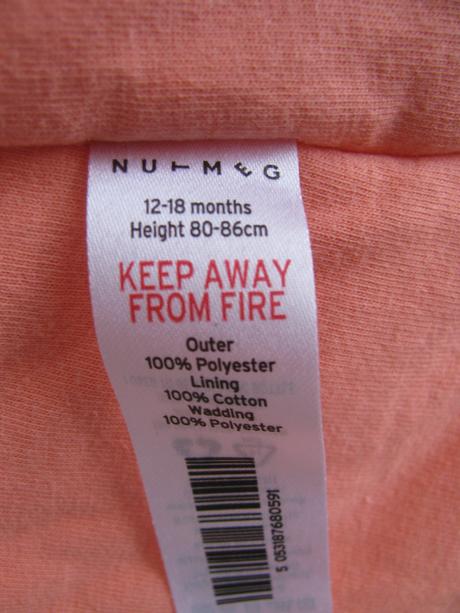 NUTMEG
12-18 months
Height 80-86cm
KEEP AWAY
FROM FIRE
Outer
100% Polyester
Lining
100% Cotton
Wadding
100% Polyester
5 053187680591